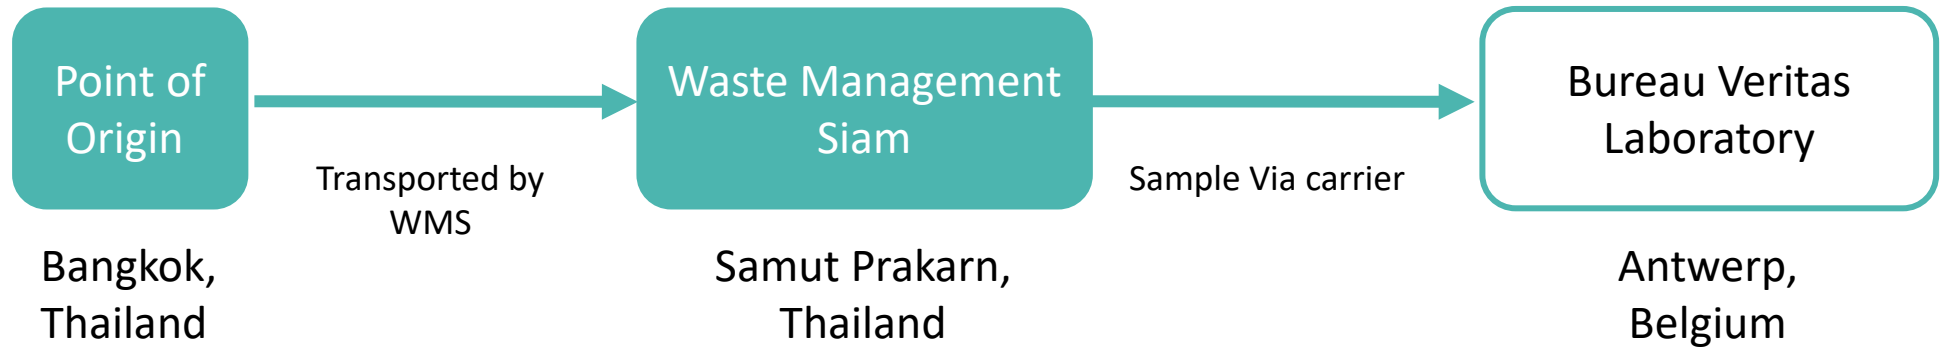 Point of
Origin
Transported by
WMS
Waste Management
Siam
Sample Via carrier
Bureau Veritas
Laboratory
Bangkok,
Thailand
Samut Prakarn,
Thailand
Antwerp,
Belgium